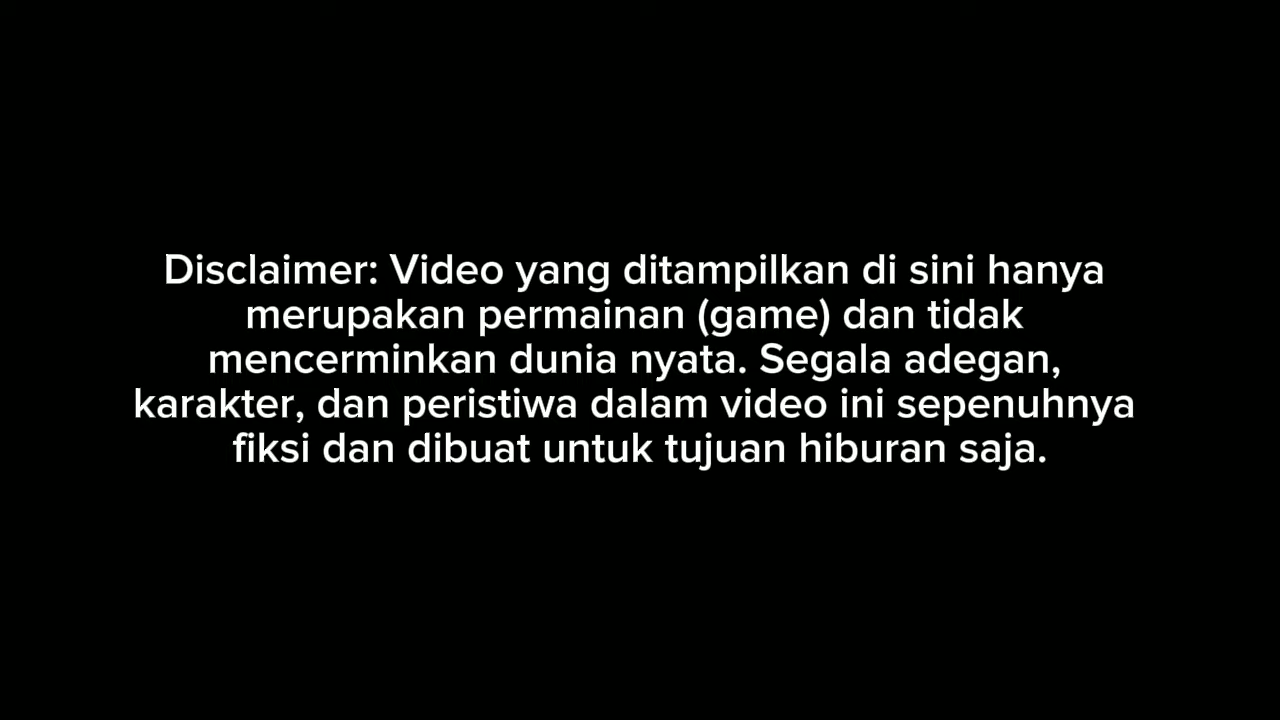 Disclaimer: Video yang ditampilkan di sini hanya
merupakan permainan (game) dan tidak
mencerminkan dunia nyata. Segala adegan,
karakter, dan peristiwa dalam video ini sepenuhnya
fiksi dan dibuat untuk tujuan hiburan saja.